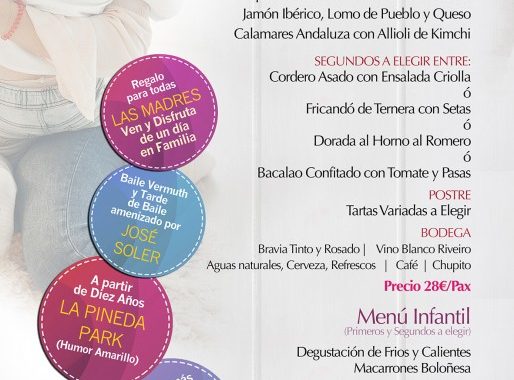 Jamón Ibérico, Lomo de Pueblo y Queso
Calamares Andaluza con Allioli de Kimchi
SEGUNDOS A ELEGIR ENTRE:
Cordero Asado con Ensalada Criolla
ó
Fricandó de Ternera con Setas
ó
Dorada al Horno al Romero
ó
Bacalao Confitado con Tomate y Pasas
POSTRE
Tartas Variadas a Elegir
BODEGA
Bravia Tinto y Rosado | Vino Blanco Riveiro
Aguas naturales, Cerveza, Refrescos | Café | Chupito
Precio 28€/Pax
Menú Infantil
(Primeros y Segundos a elegir)
Degustación de Frios y Calientes
Macarrones Boloñesa
Regalo
para todas
LAS MADRES
Ven y Disfruta
de un día
en Familia
Baile Vermuth
y Tarde
de Baile
amenizado por
JOSÉ
SOLER
A partir
de Diez Años
LA PINEDA
PARK
(Humor Amarillo)